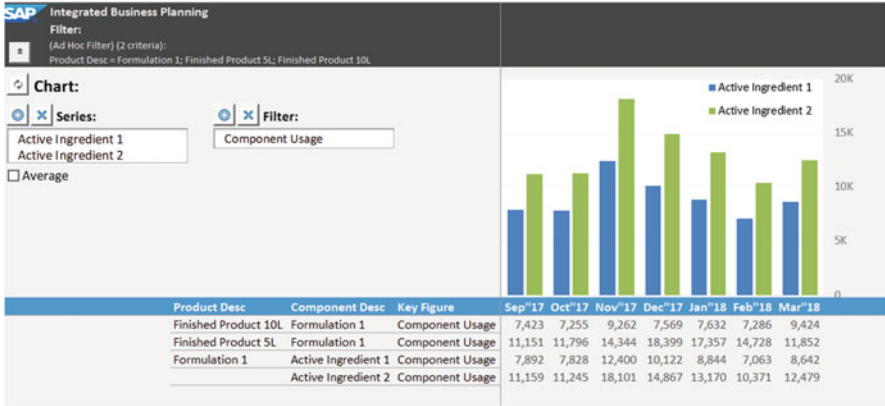 SAP Integrated Business Planning
Filter:
(Ad Hoc Filter) (2 criteria):
Product Desc = Formulation 1; Finished Product 5L; Finished Product 10L
Chart:
Series: Filter:
Active Ingredient 1 Component Usage
Active Ingredient 2
Average
Active Ingredient 1
Active Ingredient 2
20K
15K
10K
5K
0
Product Desc Component Desc Key Figure Sep"17 Oct"17 Nov"17 Dec"17 Jan"18 Feb"18 Mar"18
Finished Product 10L Formulation 1 Component Usage 7,423 7,255 9,262 7,569 7,632 7,286 9,424
Finished Product 5L Formulation 1 Component Usage 11,151 11,796 14,344 18,399 17,357 14,728 11,852
Formulation 1 Active Ingredient 1 Component Usage 7,892 7,828 12,400 10,122 8,844 7,063 8,642
Active Ingredient 2 Component Usage 11,159 11,245 18,101 14,867 13,170 10,371 12,479